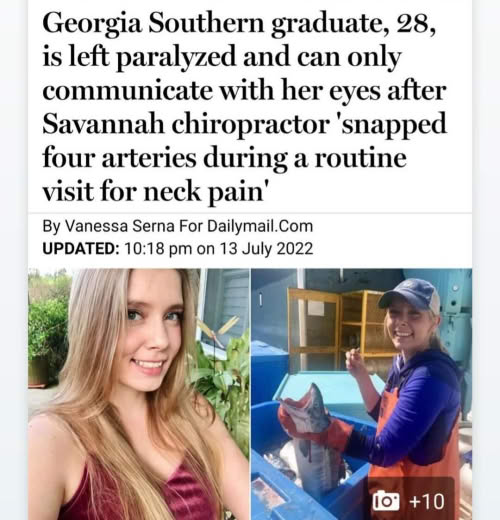 Georgia Southern graduate, 28,
is left paralyzed and can only
communicate with her eyes after
Savannah chiropractor 'snapped
four arteries during a routine
visit for neck pain'
By Vanessa Serna For Dailymail.Com
UPDATED: 10:18 pm on 13 July 2022
+10